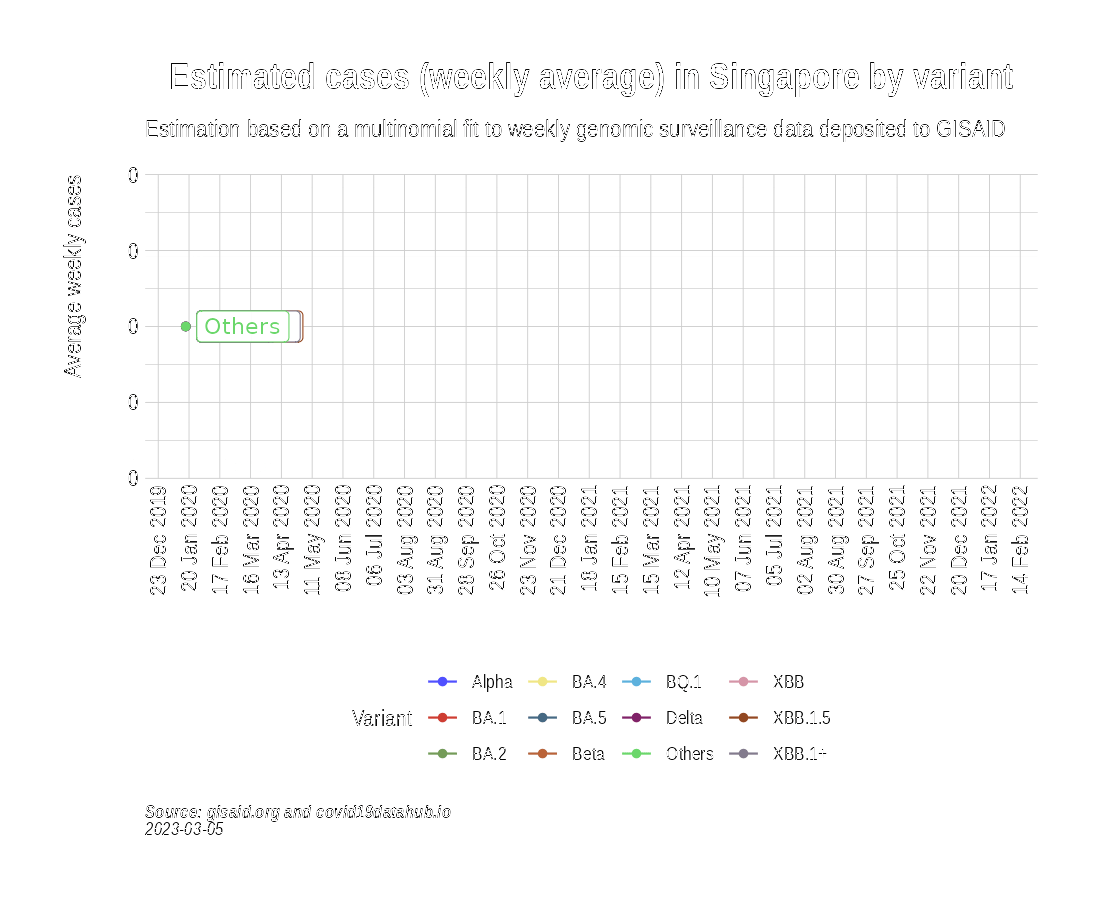 Estimated cases (weekly average) in Singapore by variant
Estimation based on a multinomial fit to weekly genomic surveillance data deposited to GISAID
Average weekly cases
0
0
0
0
0
Others
23 Dec 2019
20 Jan 2020
17 Feb 2020
16 Mar 2020
13 Apr 2020
11 May 2020
08 Jun 2020
06 Jul 2020
03 Aug 2020
31 Aug 2020
28 Sep 2020
26 Oct 2020
23 Nov 2020
21 Dec 2020
18 Jan 2021
15 Feb 2021
15 Mar 2021
12 Apr 2021
10 May 2021
07 Jun 2021
05 Jul 2021
02 Aug 2021
30 Aug 2021
27 Sep 2021
25 Oct 2021
22 Nov 2021
20 Dec 2021
17 Jan 2022
14 Feb 2022
Variant
Alpha
BA.1
BA.2
BA.4
BA.5
Beta
BQ.1
Delta
Others
XBB
XBB.1.5
XBB.1+
Source: gisaid.org and covid19datahub.io
2023-03-05